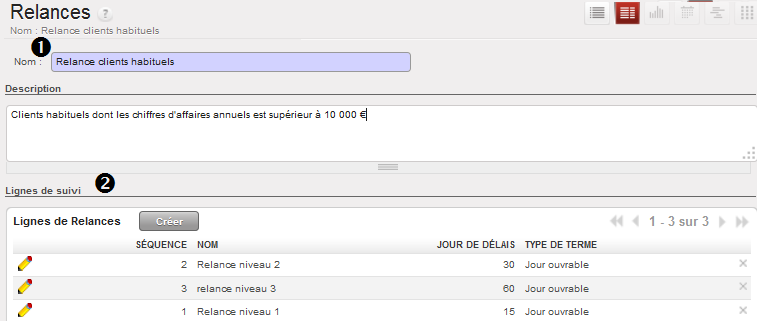 Relances ?
Nom : Relance clients habituels
1
Nom : Relance clients habituels
Description
Clients habituels dont les chiffres d'affaires annuels est supérieur à 10 000 €
Lignes de suivi 2
Lignes de Relances Créer 1 - 3 sur 3
SÉQUENCE NOM JOUR DE DÉLAIS TYPE DE TERME
2 Relance niveau 2 30 Jour ouvrable
3 relance niveau 3 60 Jour ouvrable
1 Relance niveau 1 15 Jour ouvrable